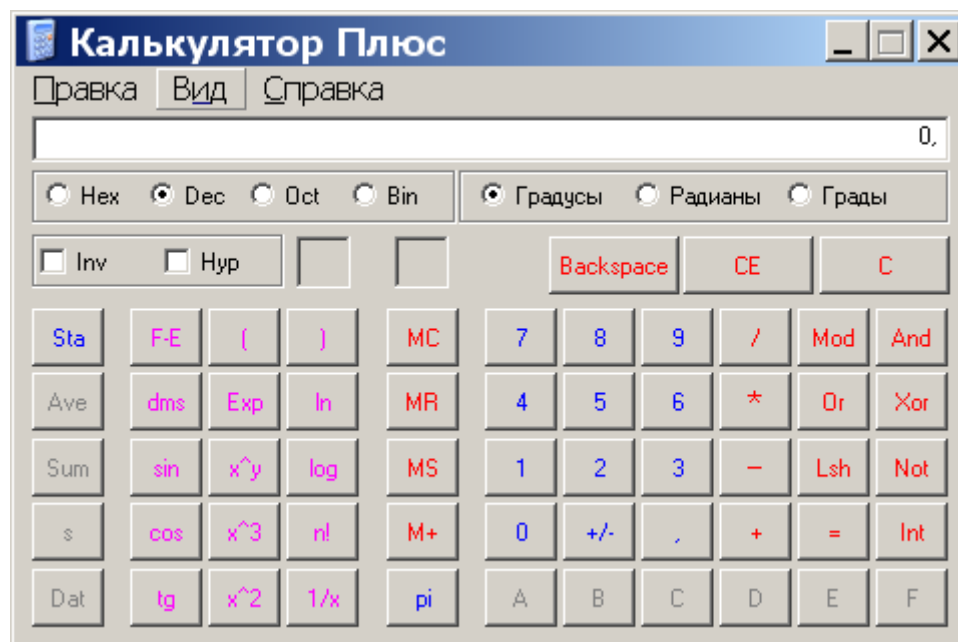 Калькулятор Плюс
Правка Вид Справка
0,
Hex Dec Oct Bin Градусы Радианы Грады
Inv Hyp Backspace CE C
Sta F-E ( ) MC 7 8 9 / Mod And
Ave dms Exp ln MR 4 5 6 * Or Xor
Sum sin x^y log MS 1 2 3 – Lsh Not
s cos x^3 n! M+ 0 +/- , + = Int
Dat tg x^2 1/x pi A B C D E F